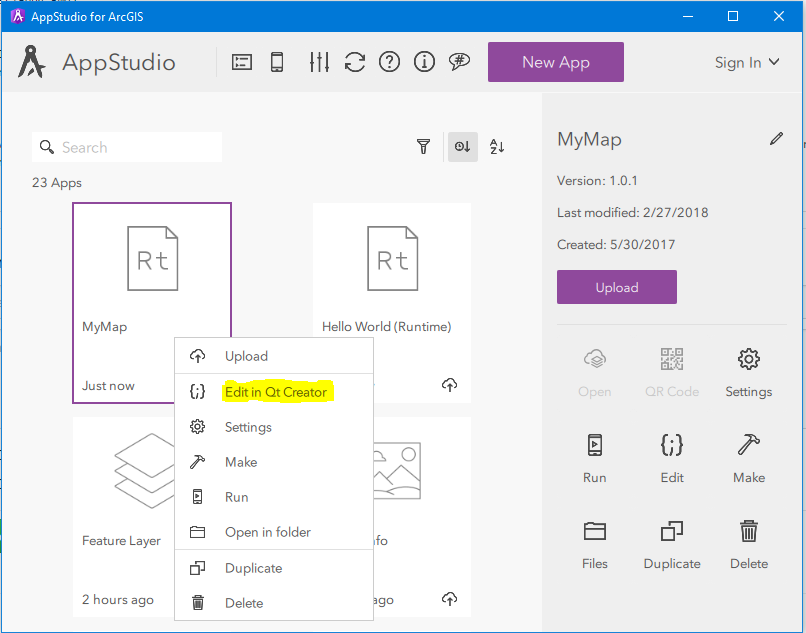 AppStudio for ArcGIS
AppStudio
New App
Sign In
Search
23 Apps
Rt
MyMap
Just now
Rt
Hello World (Runtime)
Feature Layer
2 hours ago
ago
Upload
Edit in Qt Creator
Settings
Make
Run
Open in folder
Duplicate
Delete
MyMap
Version: 1.0.1
Last modified: 2/27/2018
Created: 5/30/2017
Upload
Open
QR Code
Settings
Run
Edit
Make
Files
Duplicate
Delete